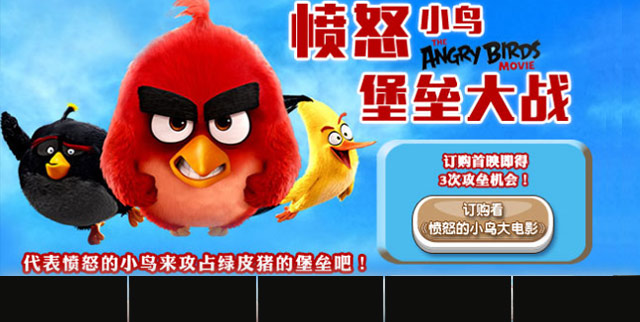 愤怒小鸟
THE
ANGRY BIRDS
MOVIE
堡垒大战
订购首映即得
3次攻垒机会！
订购看
《愤怒的小鸟大电影》
代表愤怒的小鸟来攻占绿皮猪的堡垒吧！